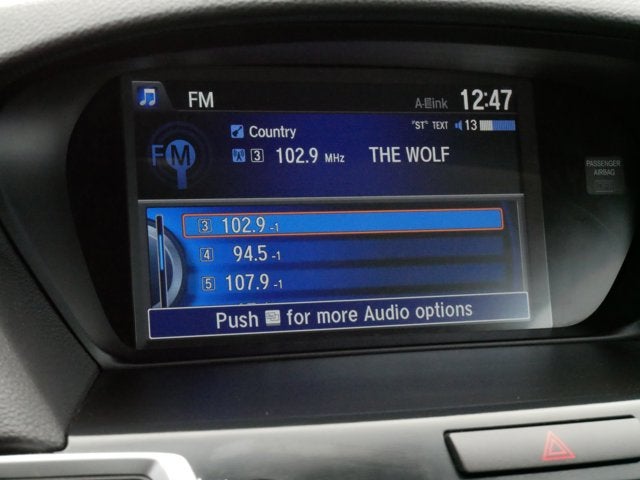 FM A-Link 12:47
"ST" TEXT 13
Country
FM
3 102.9 MHz THE WOLF
PASSENGER
AIRBAG
3 102.9 -1
4 94.5 -1
5 107.9 -1
Push for more Audio options